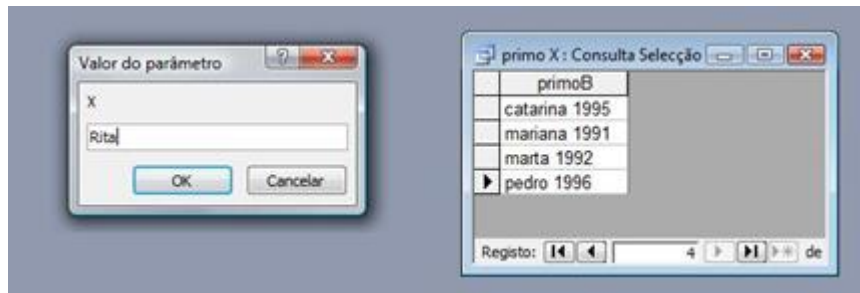 Valor do parâmetro
X
Rita
OK Cancelar
primo X : Consulta Selecção
primoB
catarina 1995
mariana 1991
marta 1992
pedro 1996
Registo: 4 de